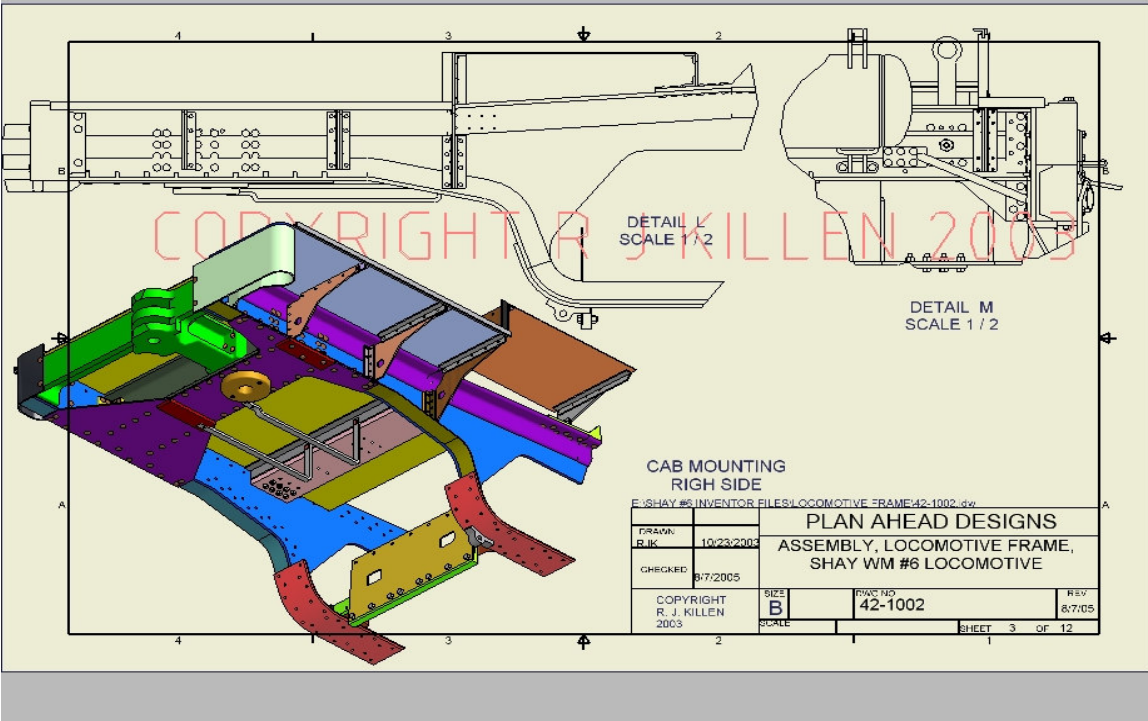 4 3 2
B
COPYRIGHT R J KILLEN 2003
DETAIL L
SCALE 1 / 2
DETAIL M
SCALE 1 / 2
CAB MOUNTING
RIGH SIDE
E:\SHAY #6 INVENTOR FILES\LOCOMOTIVE FRAME\42-1002.idw
A A
DRAWN
RJK 10/23/2003
CHECKED
8/7/2005
COPYRIGHT
R. J. KILLEN
2003
PLAN AHEAD DESIGNS
ASSEMBLY, LOCOMOTIVE FRAME,
SHAY WM #6 LOCOMOTIVE
SIZE
B
DWG NO
42-1002
REV
8/7/05
SCALE
SHEET 3 OF 12
4 3 2 1